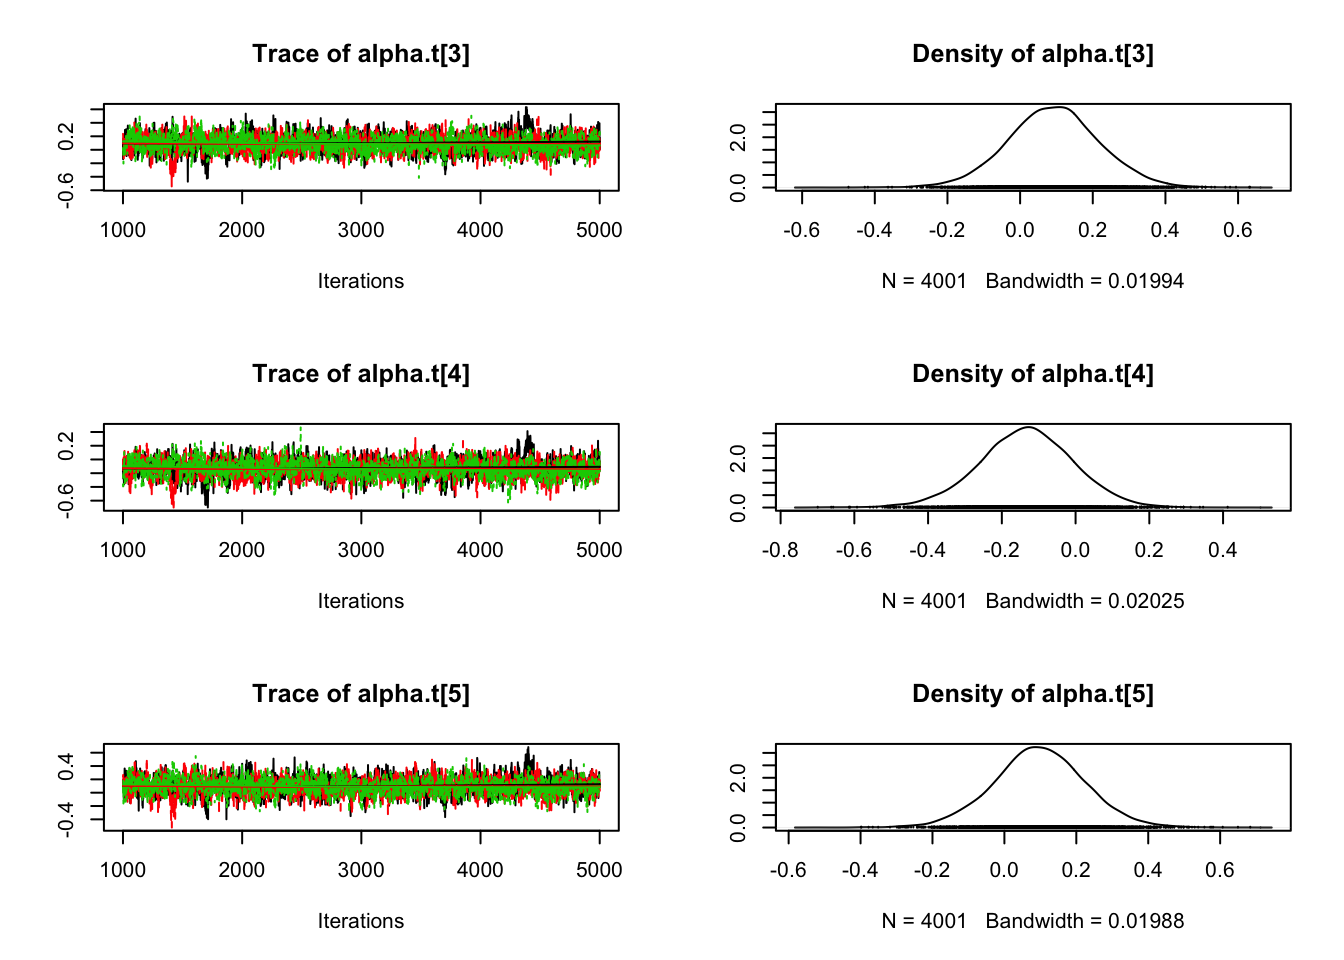 Trace of alpha.t[3]
Density of alpha.t[3]
0.2
-0.6
1000 2000 3000 4000 5000
Iterations
2.0
0.0
-0.6 -0.4 -0.2 0.0 0.2 0.4 0.6
N = 4001 Bandwidth = 0.01994
Trace of alpha.t[4]
Density of alpha.t[4]
0.2
-0.6
1000 2000 3000 4000 5000
Iterations
2.0
0.0
-0.8 -0.6 -0.4 -0.2 0.0 0.2 0.4
N = 4001 Bandwidth = 0.02025
Trace of alpha.t[5]
Density of alpha.t[5]
0.4
-0.4
1000 2000 3000 4000 5000
Iterations
2.0
0.0
-0.6 -0.4 -0.2 0.0 0.2 0.4 0.6
N = 4001 Bandwidth = 0.01988